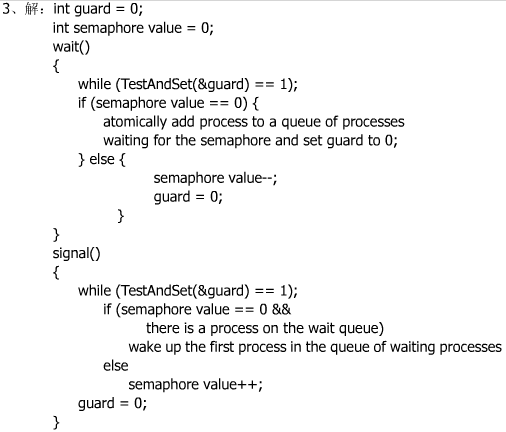 3、解：int guard = 0;
int semaphore value = 0;
wait()
{
while (TestAndSet(&guard) == 1);
if (semaphore value == 0) {
atomically add process to a queue of processes
waiting for the semaphore and set guard to 0;
} else {
semaphore value--;
guard = 0;
}
}
signal()
{
while (TestAndSet(&guard) == 1);
if (semaphore value == 0 &&
there is a process on the wait queue)
wake up the first process in the queue of waiting processes
else
semaphore value++;
guard = 0;
}